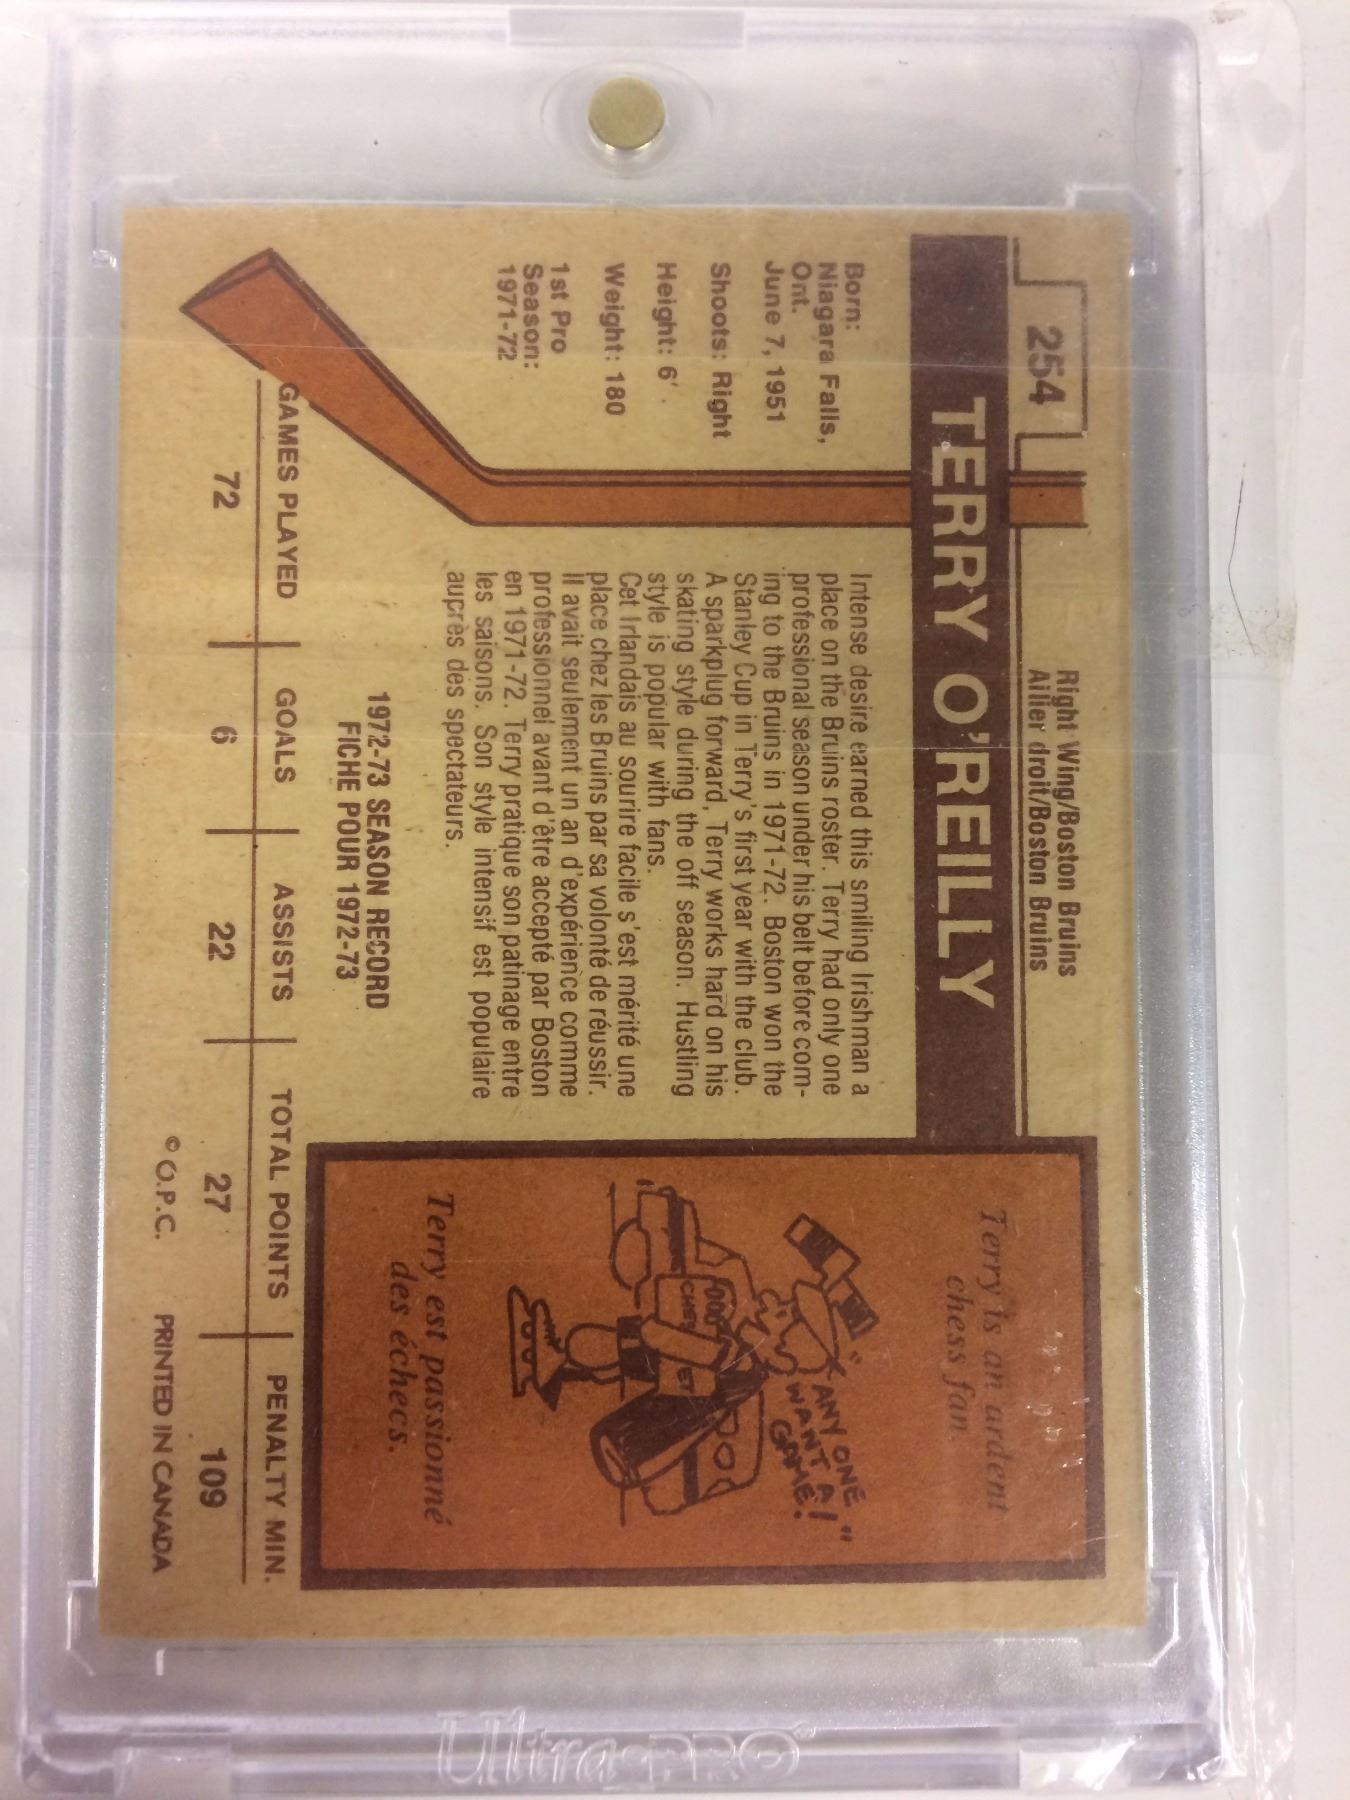 254
Right Wing/Boston Bruins
Ailier droit/Boston Bruins
TERRY O'REILLY
Born:
Niagara Falls,
Ont.
June 7, 1951
Shoots: Right
Height: 6'.
Weight: 180
1st Pro
Season:
1971-72
Intense desire earned this smiling Irishman a
place on the Bruins roster. Terry had only one
professional season under his belt before com-
ing to the Bruins in 1971-72. Boston won the
Stanley Cup in Terry's first year with the club.
A sparkplug forward, Terry works hard on his
skating style during the off season. Hustling
style is popular with fans.
Cet Irlandais au sourire facile s'est mérité une
place chez les Bruins par sa volonté de réussir.
Il avait seulement un an d'expérience comme
professionnel avant d'être accepté par Boston
en 1971-72. Terry pratique son patinage entre
les saisons. Son style intensif est populaire
auprès des spectateurs.
Terry is an ardent
chess fan.
"ANY ONE
WANT A
GAME!"
CHEZ
ET
Terry est passionné
des échecs.
1972-73 SEASON RECORD
FICHE POUR 1972-73
GAMES PLAYED GOALS ASSISTS TOTAL POINTS PENALTY MIN.
72 6 22 27 109
© O.P.C. PRINTED IN CANADA
Ultra•PRO®